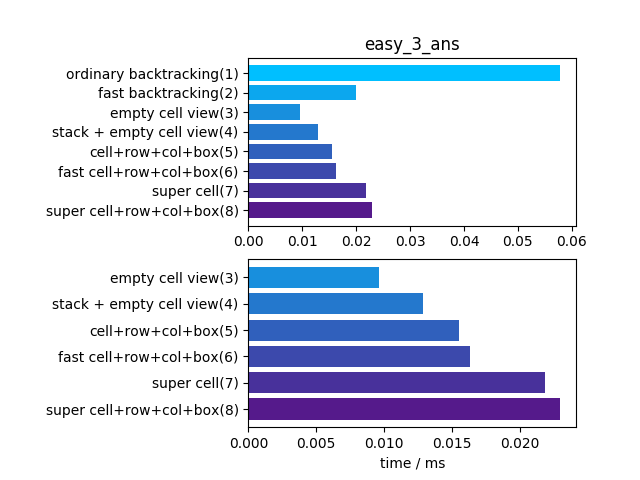 easy_3_ans
ordinary backtracking(1)
fast backtracking(2)
empty cell view(3)
stack + empty cell view(4)
cell+row+col+box(5)
fast cell+row+col+box(6)
super cell(7)
super cell+row+col+box(8)
0.00 0.01 0.02 0.03 0.04 0.05 0.06
empty cell view(3)
stack + empty cell view(4)
cell+row+col+box(5)
fast cell+row+col+box(6)
super cell(7)
super cell+row+col+box(8)
0.000 0.005 0.010 0.015 0.020
time / ms